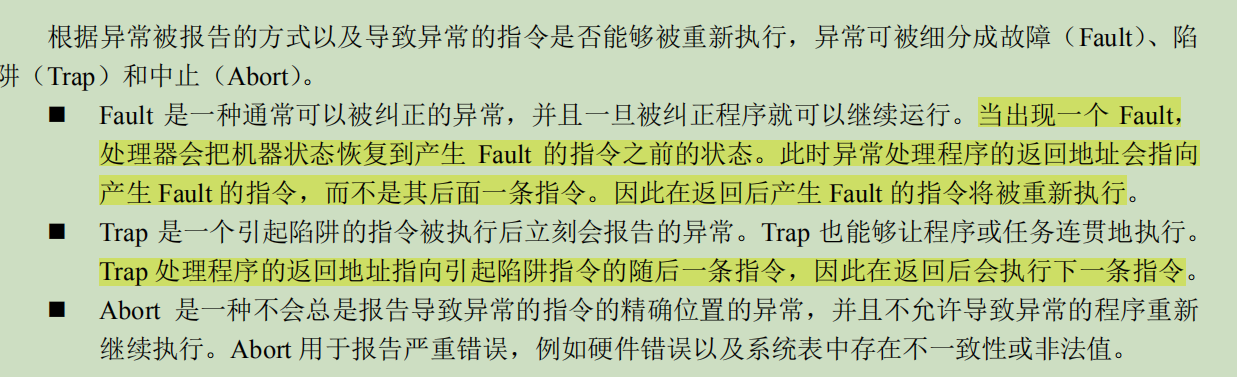 根据异常被报告的方式以及导致异常的指令是否能够被重新执行，异常可被细分成故障（Fault）、陷
阱（Trap）和中止（Abort）。
■ Fault 是一种通常可以被纠正的异常，并且一旦被纠正程序就可以继续运行。当出现一个 Fault，
处理器会把机器状态恢复到产生 Fault 的指令之前的状态。此时异常处理程序的返回地址会指向
产生 Fault 的指令，而不是其后面一条指令。因此在返回后产生 Fault 的指令将被重新执行。
■ Trap 是一个引起陷阱的指令被执行后立刻会报告的异常。Trap 也能够让程序或任务连贯地执行。
Trap 处理程序的返回地址指向引起陷阱指令的随后一条指令，因此在返回后会执行下一条指令。
■ Abort 是一种不会总是报告导致异常的指令的精确位置的异常，并且不允许导致异常的程序重新
继续执行。Abort 用于报告严重错误，例如硬件错误以及系统表中存在不一致性或非法值。